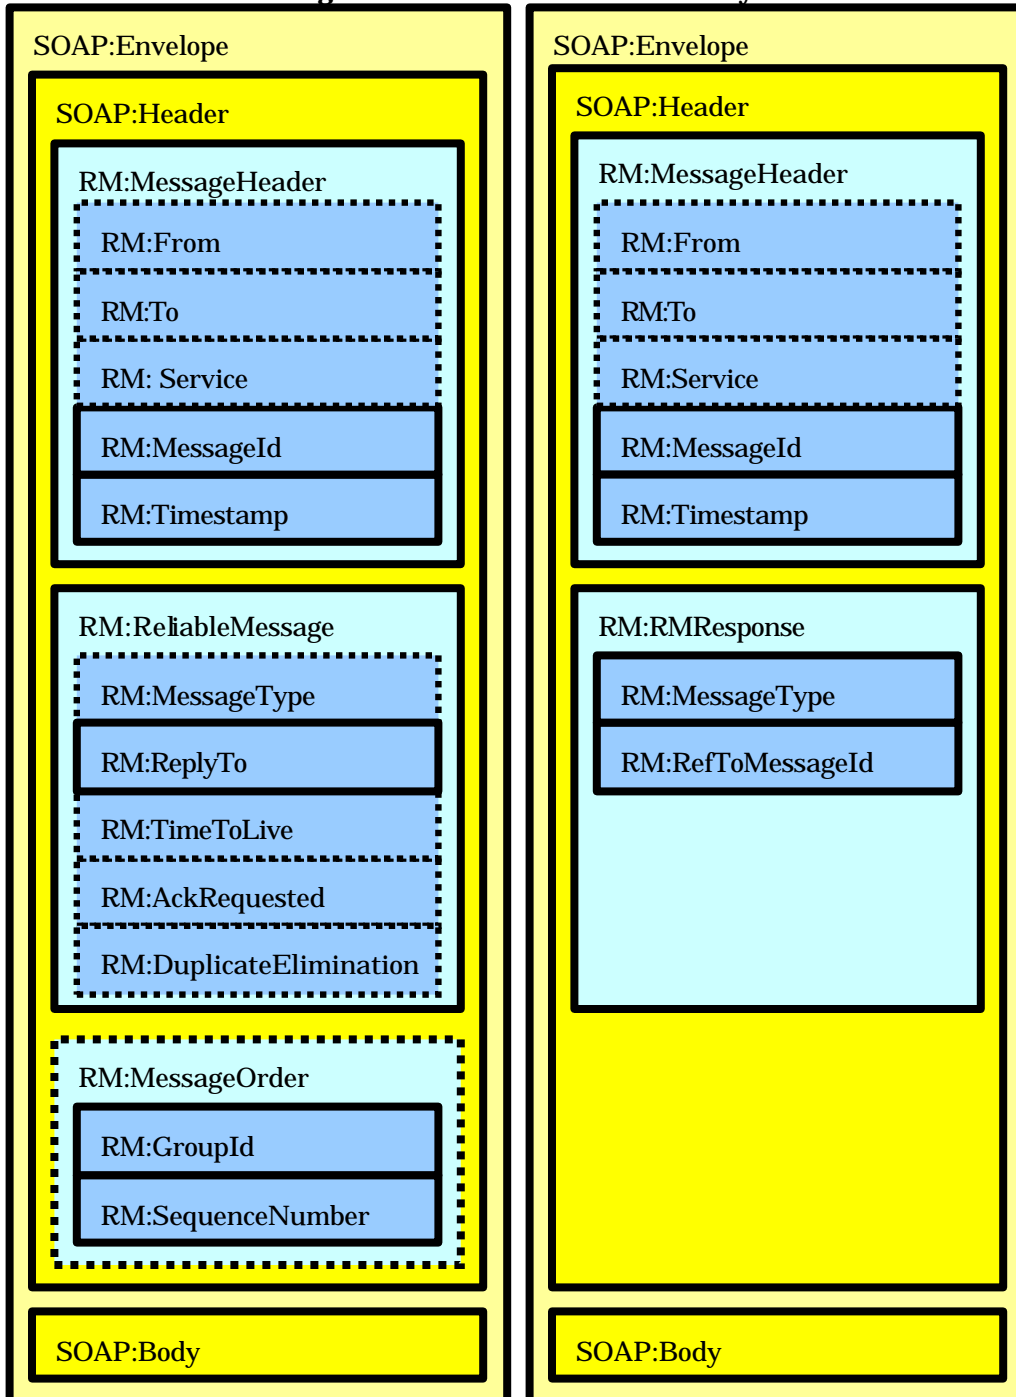 SOAP:Envelope
SOAP:Header
RM:MessageHeader
RM:From
RM:To
RM: Service
RM:MessageId
RM:Timestamp
RM:ReliableMessage
RM:MessageType
RM:ReplyTo
RM:TimeToLive
RM:AckRequested
RM:DuplicateElimination
RM:MessageOrder
RM:GroupId
RM:SequenceNumber
SOAP:Body
SOAP:Envelope
SOAP:Header
RM:MessageHeader
RM:From
RM:To
RM:Service
RM:MessageId
RM:Timestamp
RM:RMResponse
RM:MessageType
RM:RefToMessageId
SOAP:Body